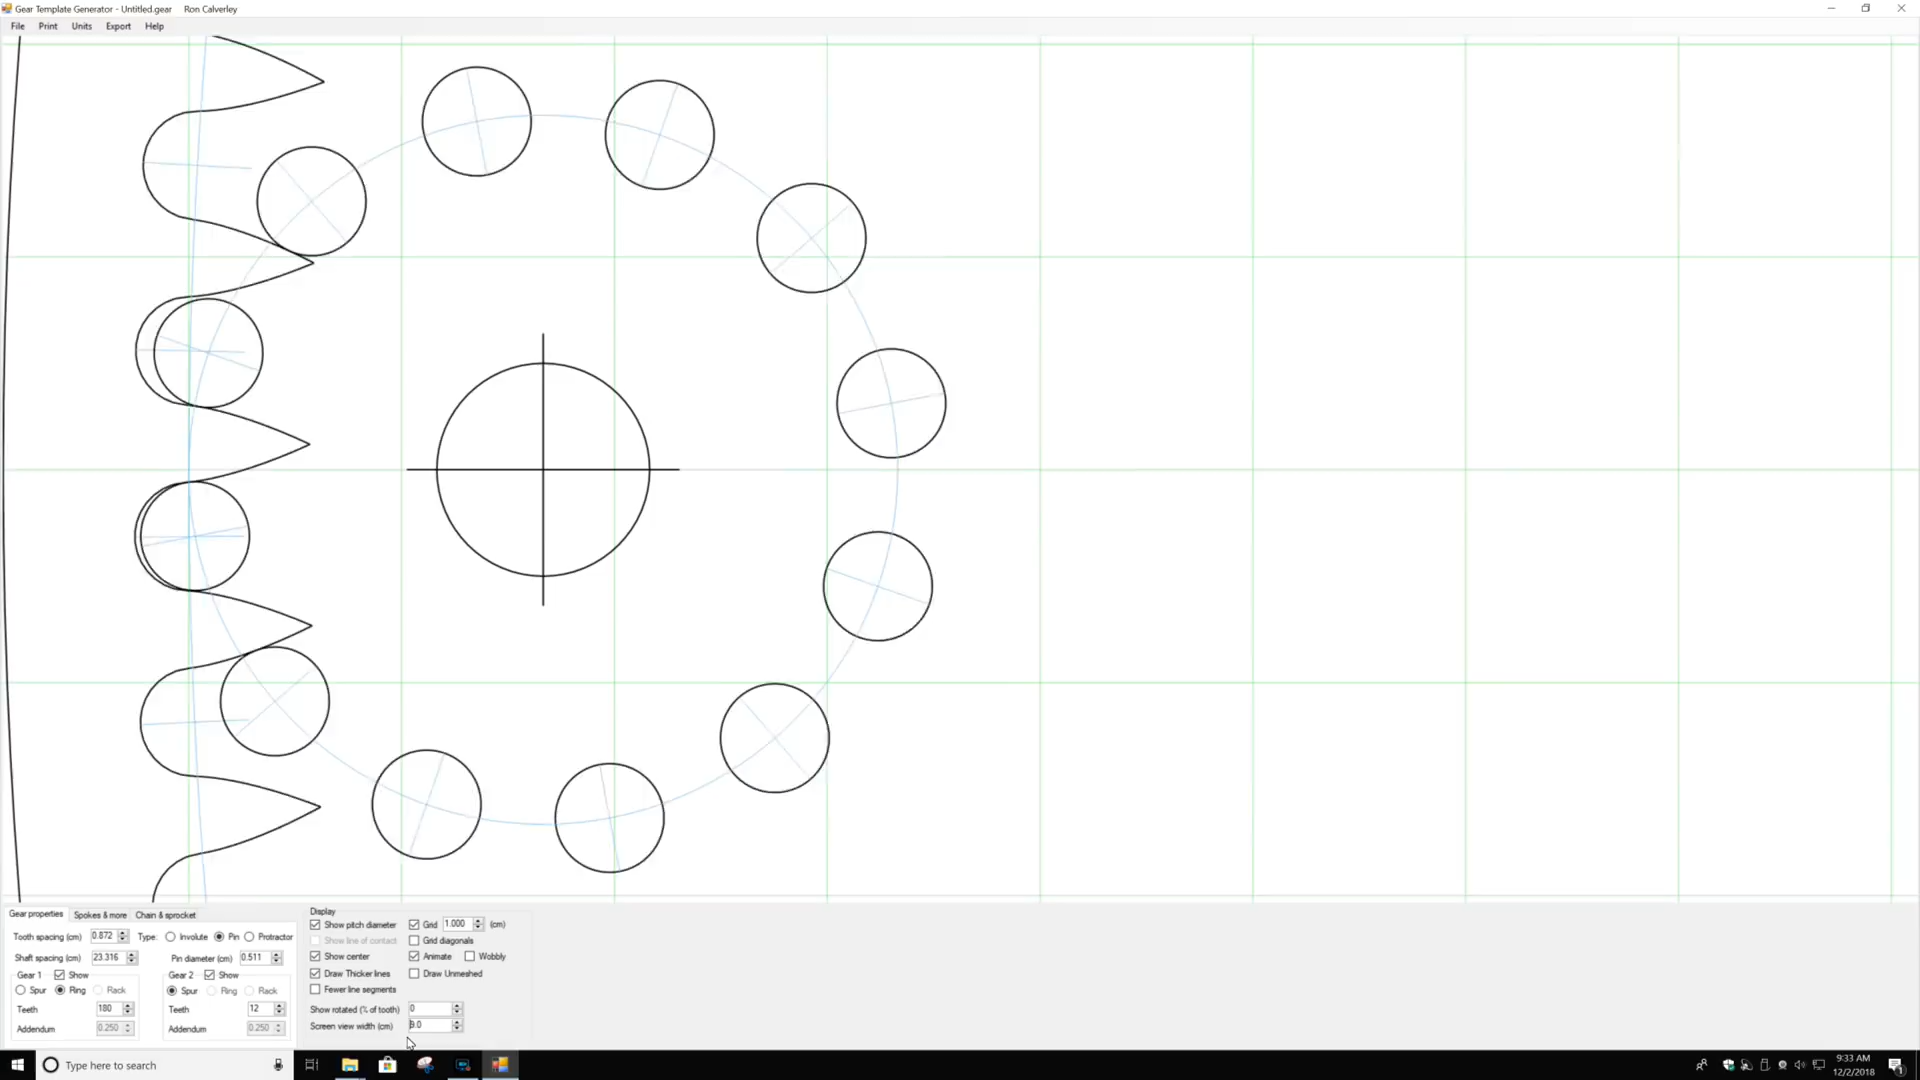 Gear Template Generator - Untitled.gear Ron Calverley
File Print Units Export Help
Gear properties Spokes & more Chain & sprocket
Tooth spacing (cm) 0.872 Type: Involute Pin Protractor
Shaft spacing (cm) 23.316 Pin diameter (cm) 0.511
Gear 1 Show Gear 2 Show
Spur Ring Rack Spur Ring Rack
Teeth 180 Teeth 12
Addendum 0.250 Addendum 0.250
Display
Show pitch diameter Grid 1.000 (cm)
Show line of contact Grid diagonals
Show center Animate Wobbly
Draw Thicker lines Draw Unmeshed
Fewer line segments
Show rotated (% of tooth) 0
Screen view width (cm) 9.0
Type here to search
9:33 AM
12/2/2018